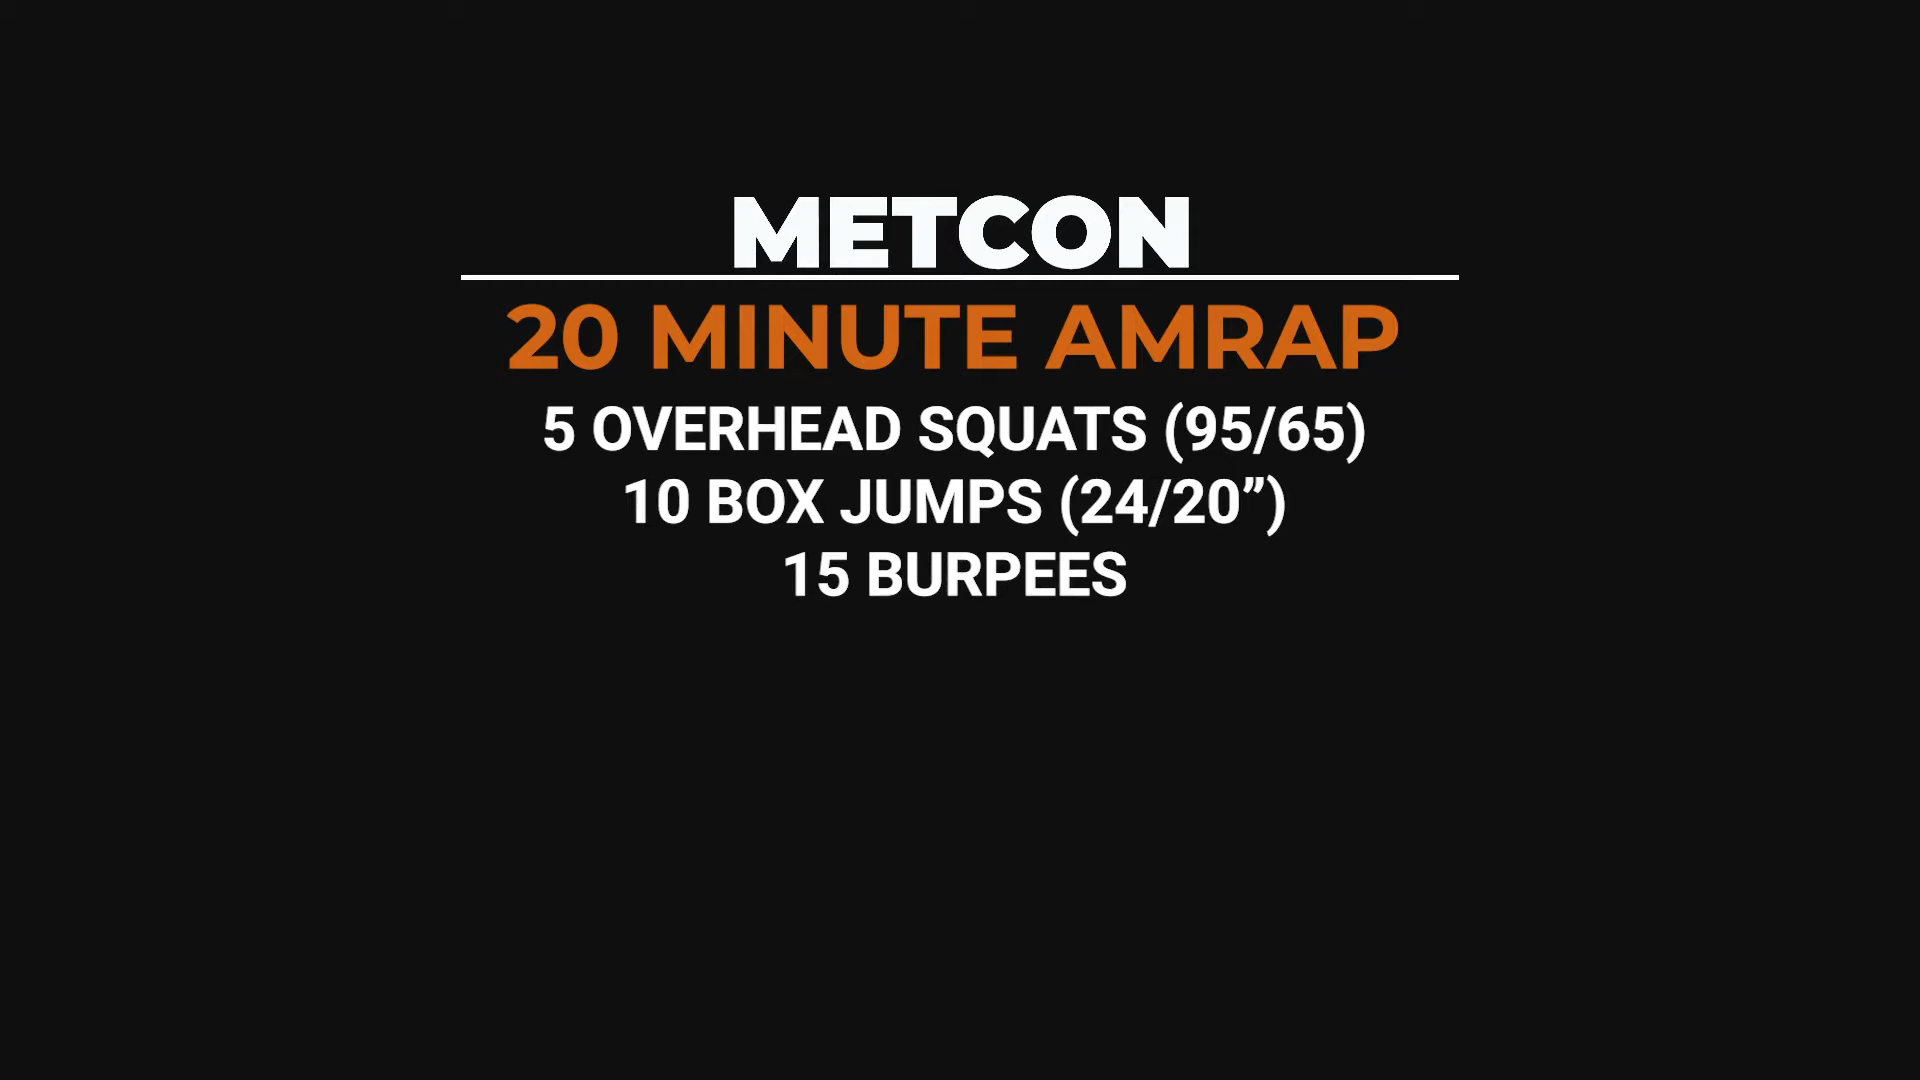 METCON
20 MINUTE AMRAP
5 OVERHEAD SQUATS (95/65)
10 BOX JUMPS (24/20”)
15 BURPEES